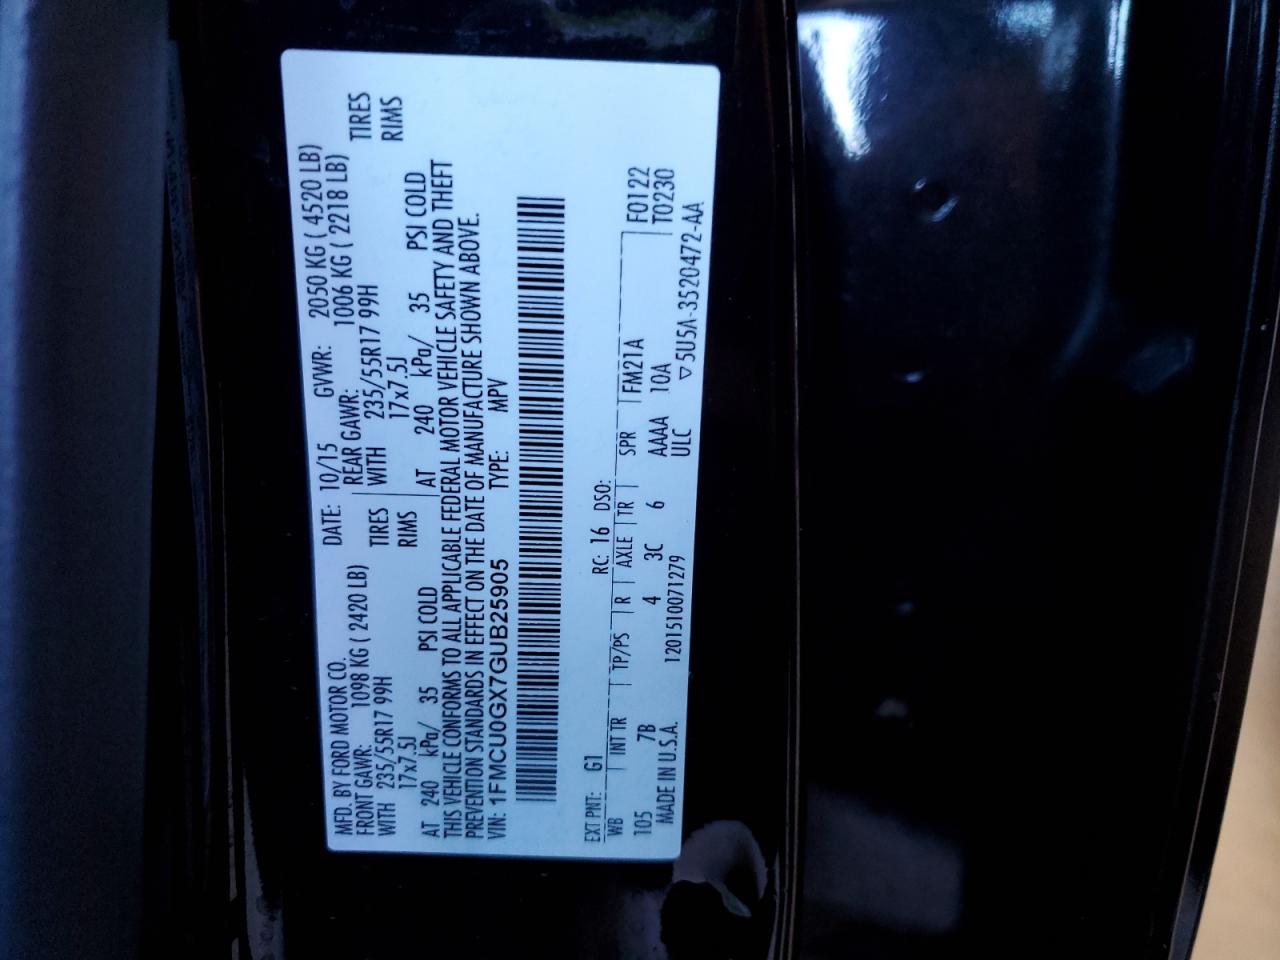 MFD. BY FORD MOTOR CO.
DATE: 10/15 GVWR: 2050 KG ( 4520 LB)
FRONT GAWR: 1098 KG ( 2420 LB)
REAR GAWR: 1006 KG ( 2218 LB)
WITH 235/55R17 99H TIRES
WITH 235/55R17 99H TIRES
17x7.5J RIMS
17x7.5J RIMS
AT 240 kPa/ 35 PSI COLD
AT 240 kPa/ 35 PSI COLD
THIS VEHICLE CONFORMS TO ALL APPLICABLE FEDERAL MOTOR VEHICLE SAFETY AND THEFT
PREVENTION STANDARDS IN EFFECT ON THE DATE OF MANUFACTURE SHOWN ABOVE.
VIN: 1FMCU0GX7GUB25905 TYPE: MPV
EXT PNT: G1 RC: 16 DSO:
WB INT TR TP/PS R AXLE TR SPR FM21A F0122
105 7B 4 3C 6 AAAA 10A T0230
MADE IN U.S.A. 1201510071279 ULC
▽5U5A-3520472-AA